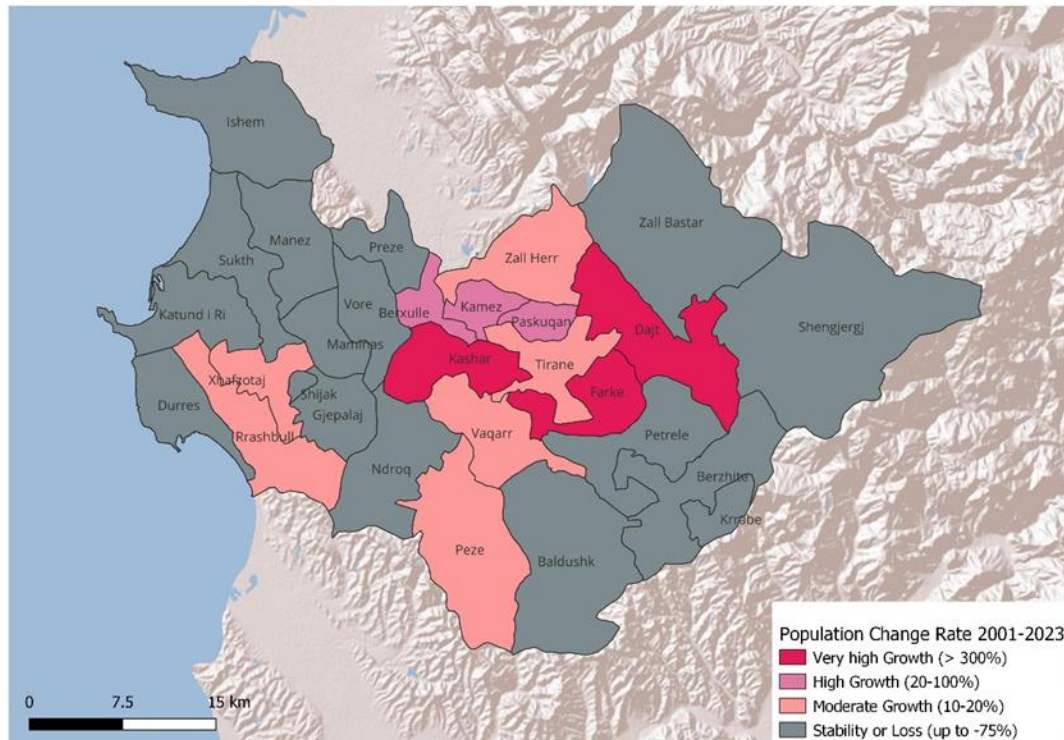 Ishem
Zall Bastar
Manez
Preze
Zall Herr
Sukth
Shengjergj
Vore
Berxulle
Kamez
Katund i Ri
Paskuqan
Dajt
Maminas
Kashar
Tirane
Xhafzotaj
Farke
Shijak
Durres
Gjepalaj
Rrashbull
Vaqarr
Petrele
Ndroq
Berzhite
Krrabe
Peze
Baldushk
Population Change Rate 2001-2023
Very high Growth (> 300%)
High Growth (20-100%)
Moderate Growth (10-20%)
Stability or Loss (up to -75%)
0 7.5 15 km